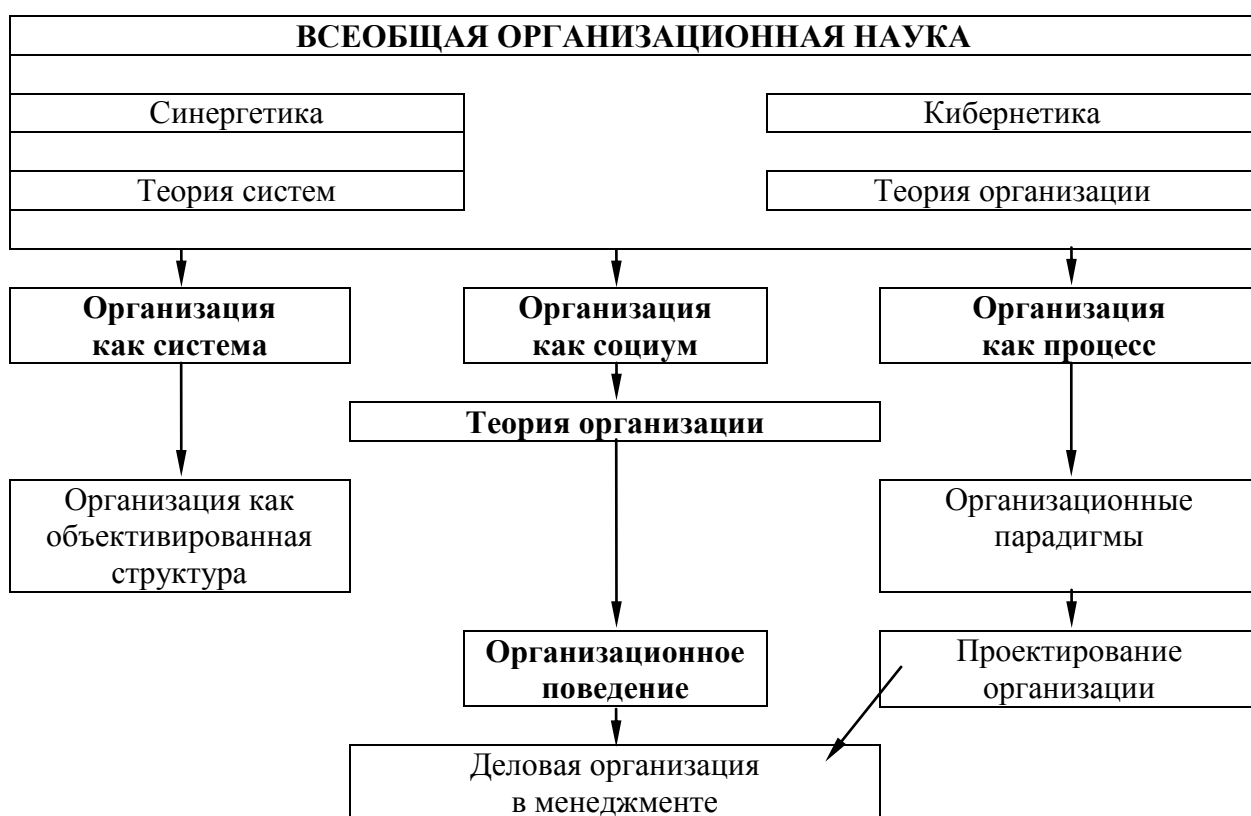 ВСЕОБЩАЯ ОРГАНИЗАЦИОННАЯ НАУКА
Синергетика
Кибернетика
Теория систем
Теория организации
Организация
как система
Организация
как социум
Организация
как процесс
Теория организации
Организация как
объективированная
структура
Организационные
парадигмы
Организационное
поведение
Проектирование
организации
Деловая организация
в менеджменте